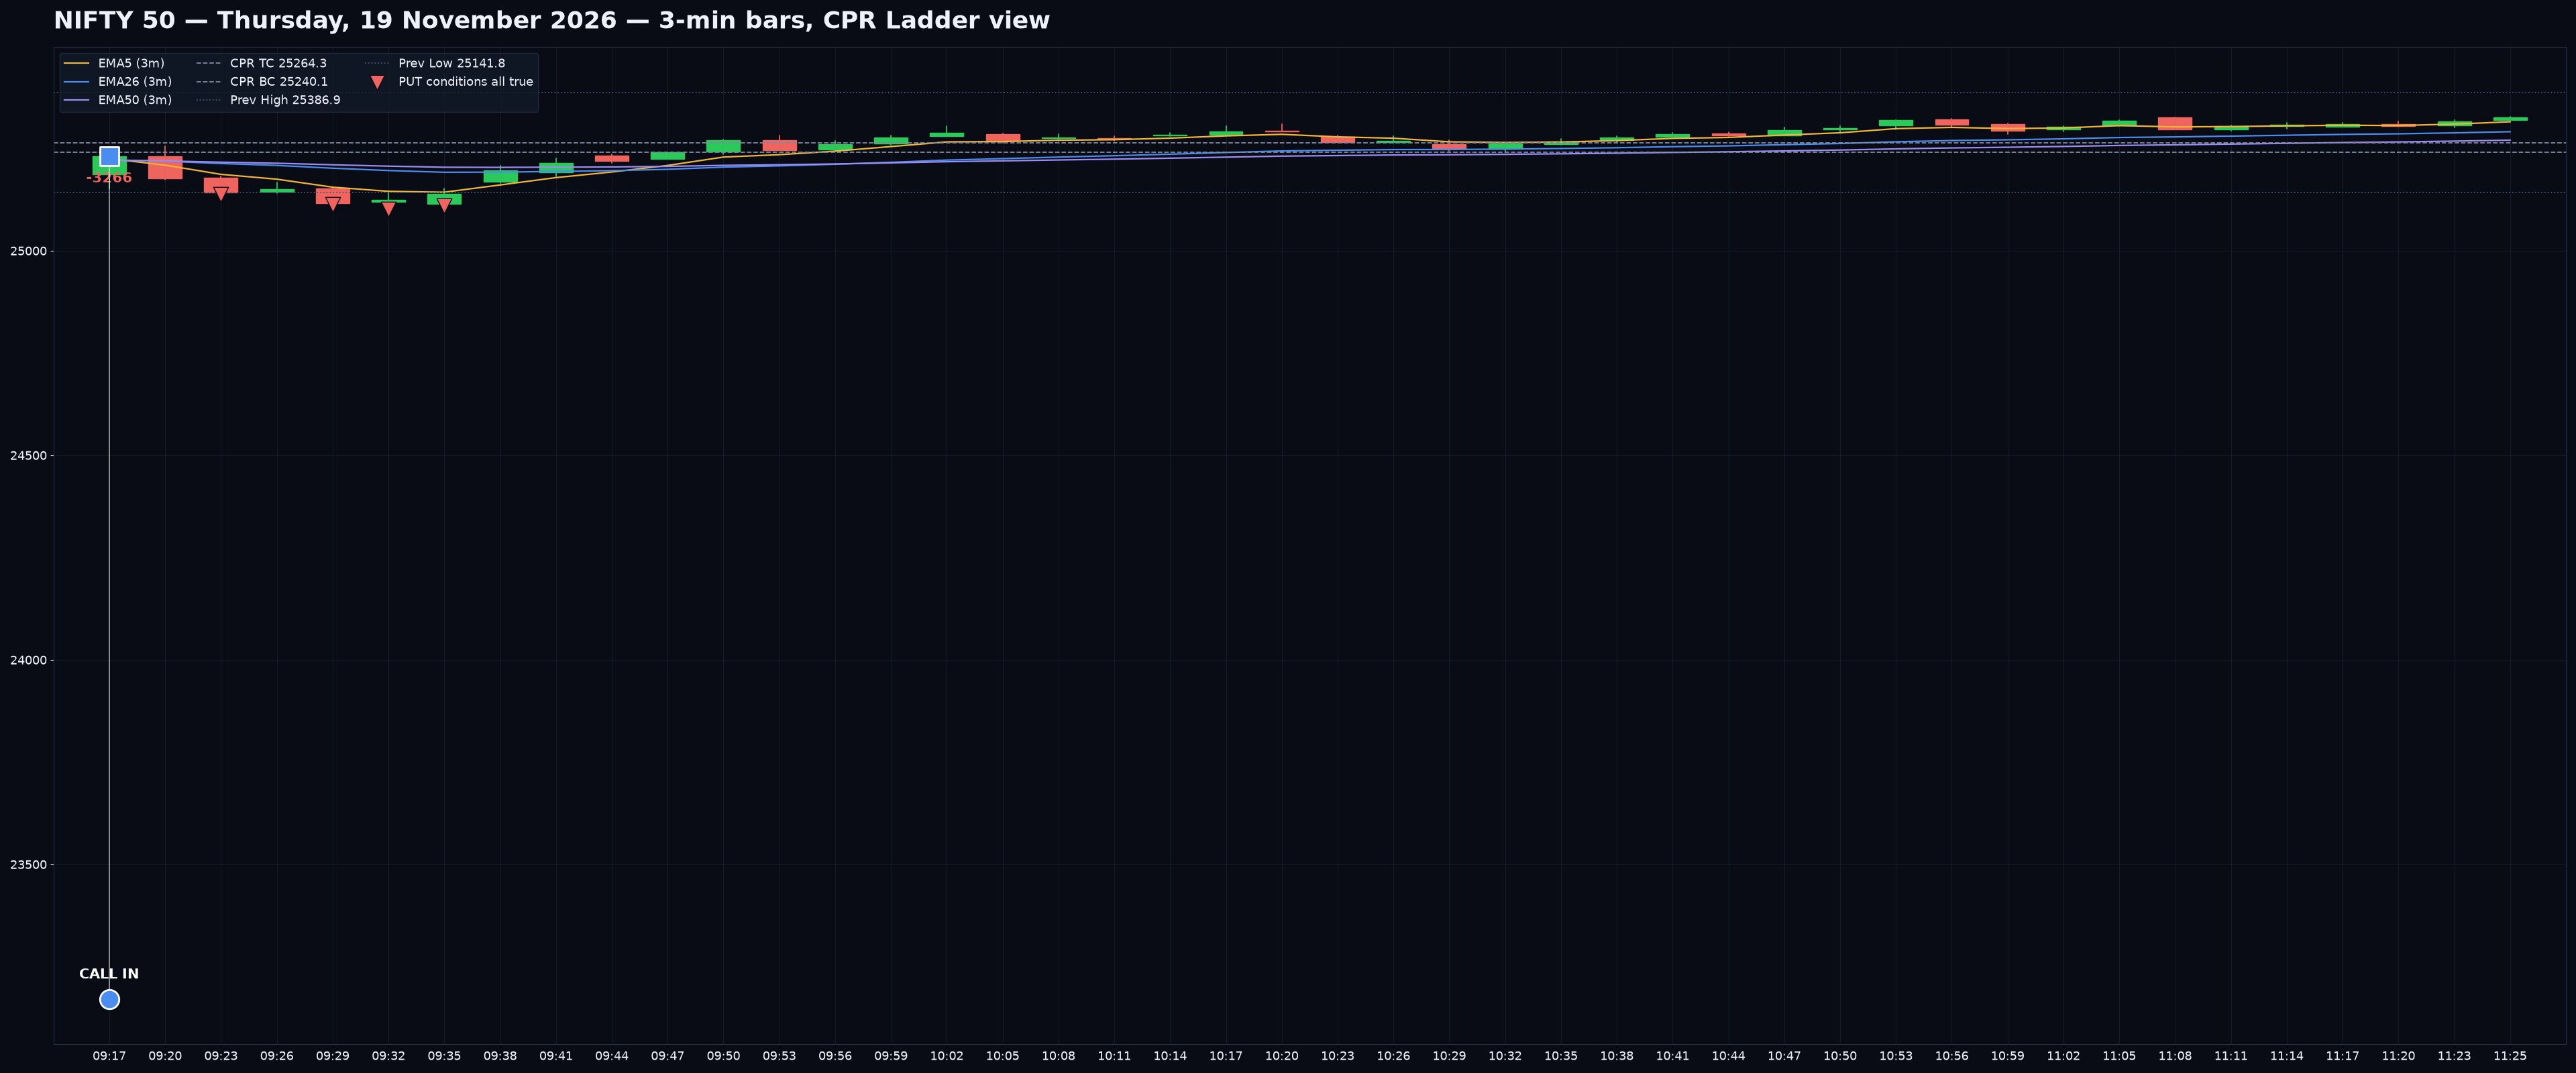 NIFTY 50 — Thursday, 19 November 2026 — 3-min bars, CPR Ladder view
EMA5 (3m) CPR TC 25264.3 Prev Low 25141.8
EMA26 (3m) CPR BC 25240.1 PUT conditions all true
EMA50 (3m) Prev High 25386.9
-3266
25000
24500
24000
23500
CALL IN
09:17 09:20 09:23 09:26 09:29 09:32 09:35 09:38 09:41 09:44 09:47 09:50 09:53 09:56 09:59 10:02 10:05 10:08 10:11 10:14 10:17 10:20 10:23 10:26 10:29 10:32 10:35 10:38 10:41 10:44 10:47 10:50 10:53 10:56 10:59 11:02 11:05 11:08 11:11 11:14 11:17 11:20 11:23 11:25